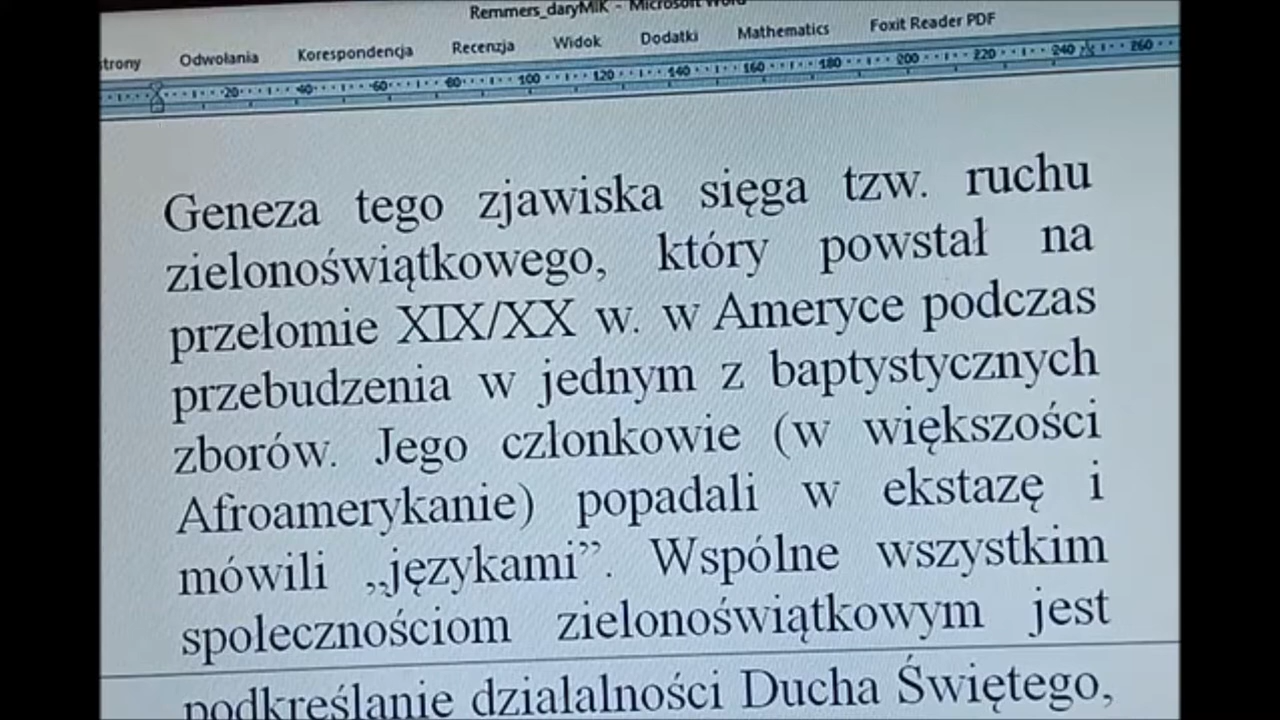 Remmers_daryMiK - Microsoft Word
strony Odwołania Korespondencja Recenzja Widok Dodatki Mathematics Foxit Reader PDF
20 40 60 80 100 120 140 160 180 200 220 240 260
Geneza tego zjawiska sięga tzw. ruchu
zielonoświątkowego, który powstał na
przełomie XIX/XX w. w Ameryce podczas
przebudzenia w jednym z baptystycznych
zborów. Jego członkowie (w większości
Afroamerykanie) popadali w ekstazę i
mówili „językami”. Wspólne wszystkim
społecznościom zielonoświątkowym jest
podkreślanie działalności Ducha Świętego,